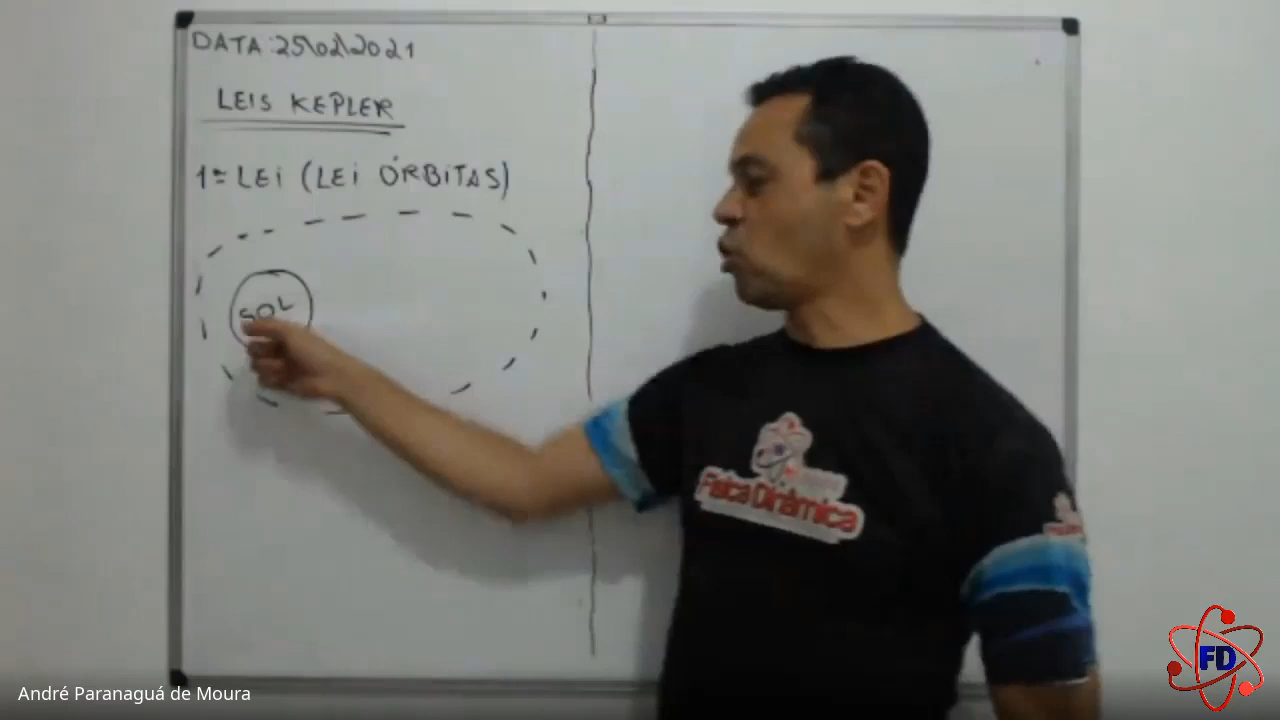 DATA:25\02\2021
LEIS KEPLER
1ª LEI (LEI ÓRBITAS)
SOL
Física Dinâmica
André Paranaguá de Moura
FD